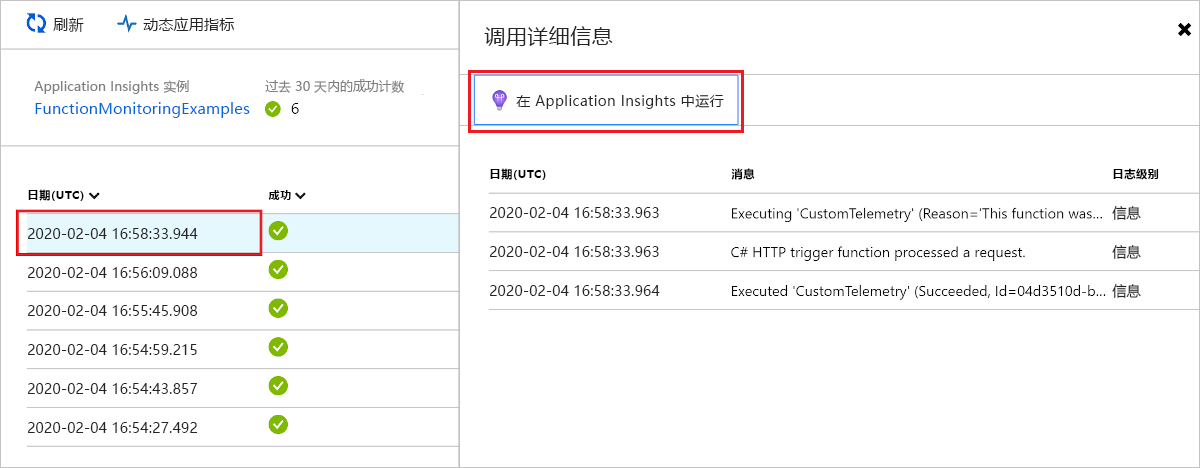 刷新 动态应用指标
Application Insights 实例 过去 30 天内的成功计数
FunctionMonitoringExamples 6
日期(UTC) 成功
2020-02-04 16:58:33.944
2020-02-04 16:56:09.088
2020-02-04 16:55:45.908
2020-02-04 16:54:59.215
2020-02-04 16:54:43.857
2020-02-04 16:54:27.492
调用详细信息
在 Application Insights 中运行
日期(UTC) 消息 日志级别
2020-02-04 16:58:33.963 Executing 'CustomTelemetry' (Reason='This function was... 信息
2020-02-04 16:58:33.963 C# HTTP trigger function processed a request. 信息
2020-02-04 16:58:33.964 Executed 'CustomTelemetry' (Succeeded, Id=04d3510d-b... 信息